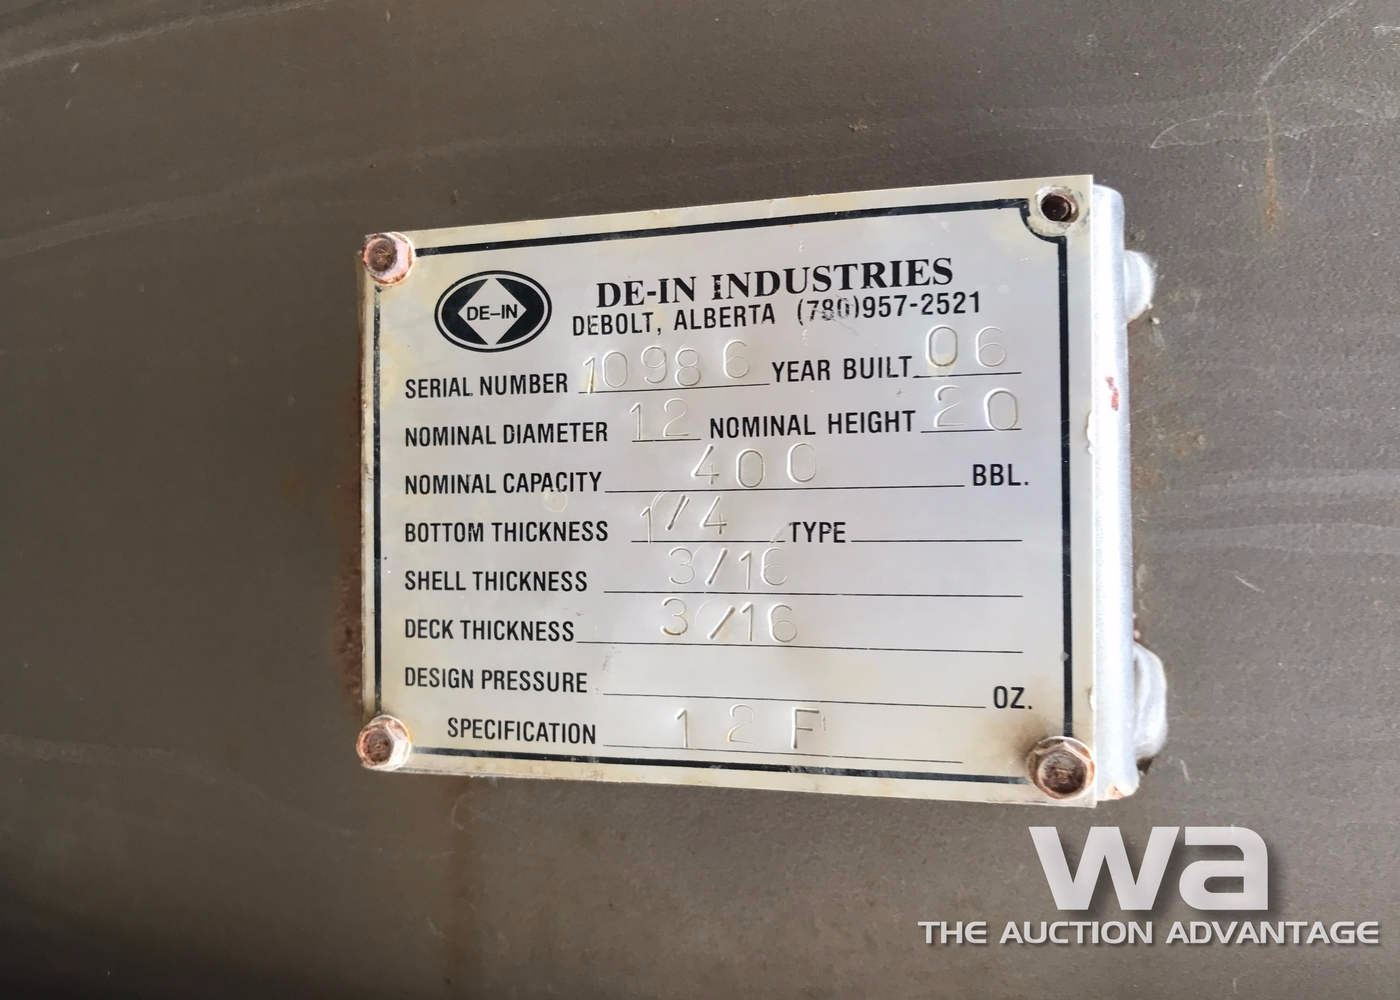 DE-IN
DE-IN INDUSTRIES
DEBOLT, ALBERTA (780)957-2521
SERIAL NUMBER 10986 YEAR BUILT 06
NOMINAL DIAMETER 12 NOMINAL HEIGHT 20
NOMINAL CAPACITY 400 BBL.
BOTTOM THICKNESS 1/4 TYPE
SHELL THICKNESS 3/16
DECK THICKNESS 3/16
DESIGN PRESSURE OZ.
SPECIFICATION 12F
wa
THE AUCTION ADVANTAGE